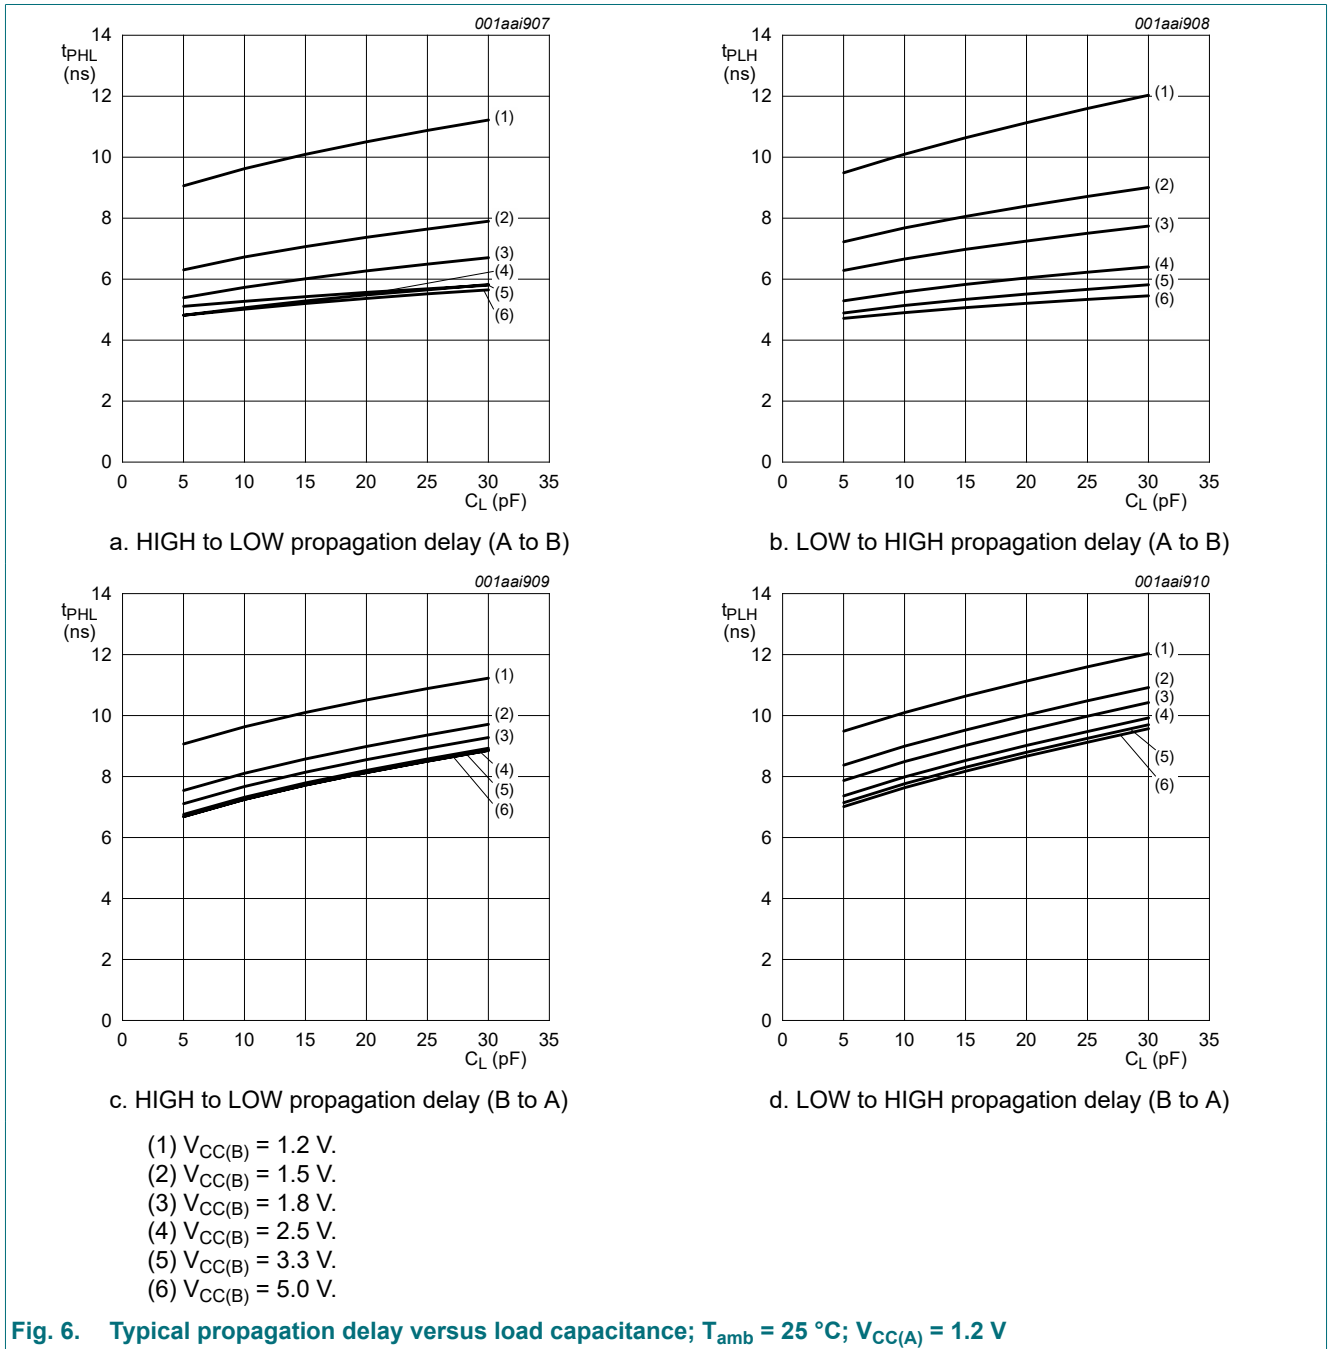 001aai907
14
tPHL
(ns)
12
10
8
6
4
2
0
(1)
(2)
(3)
(4)
(5)
(6)
0 5 10 15 20 25 30 35
CL (pF)
a. HIGH to LOW propagation delay (A to B)
001aai908
14
tPLH
(ns)
12
10
8
6
4
2
0
(1)
(2)
(3)
(4)
(5)
(6)
0 5 10 15 20 25 30 35
CL (pF)
b. LOW to HIGH propagation delay (A to B)
001aai909
14
tPHL
(ns)
12
10
8
6
4
2
0
(1)
(2)
(3)
(4)
(5)
(6)
0 5 10 15 20 25 30 35
CL (pF)
c. HIGH to LOW propagation delay (B to A)
001aai910
14
tPLH
(ns)
12
10
8
6
4
2
0
(1)
(2)
(3)
(4)
(5)
(6)
0 5 10 15 20 25 30 35
CL (pF)
d. LOW to HIGH propagation delay (B to A)
(1) VCC(B) = 1.2 V.
(2) VCC(B) = 1.5 V.
(3) VCC(B) = 1.8 V.
(4) VCC(B) = 2.5 V.
(5) VCC(B) = 3.3 V.
(6) VCC(B) = 5.0 V.
Fig. 6. Typical propagation delay versus load capacitance; Tamb = 25 °C; VCC(A) = 1.2 V